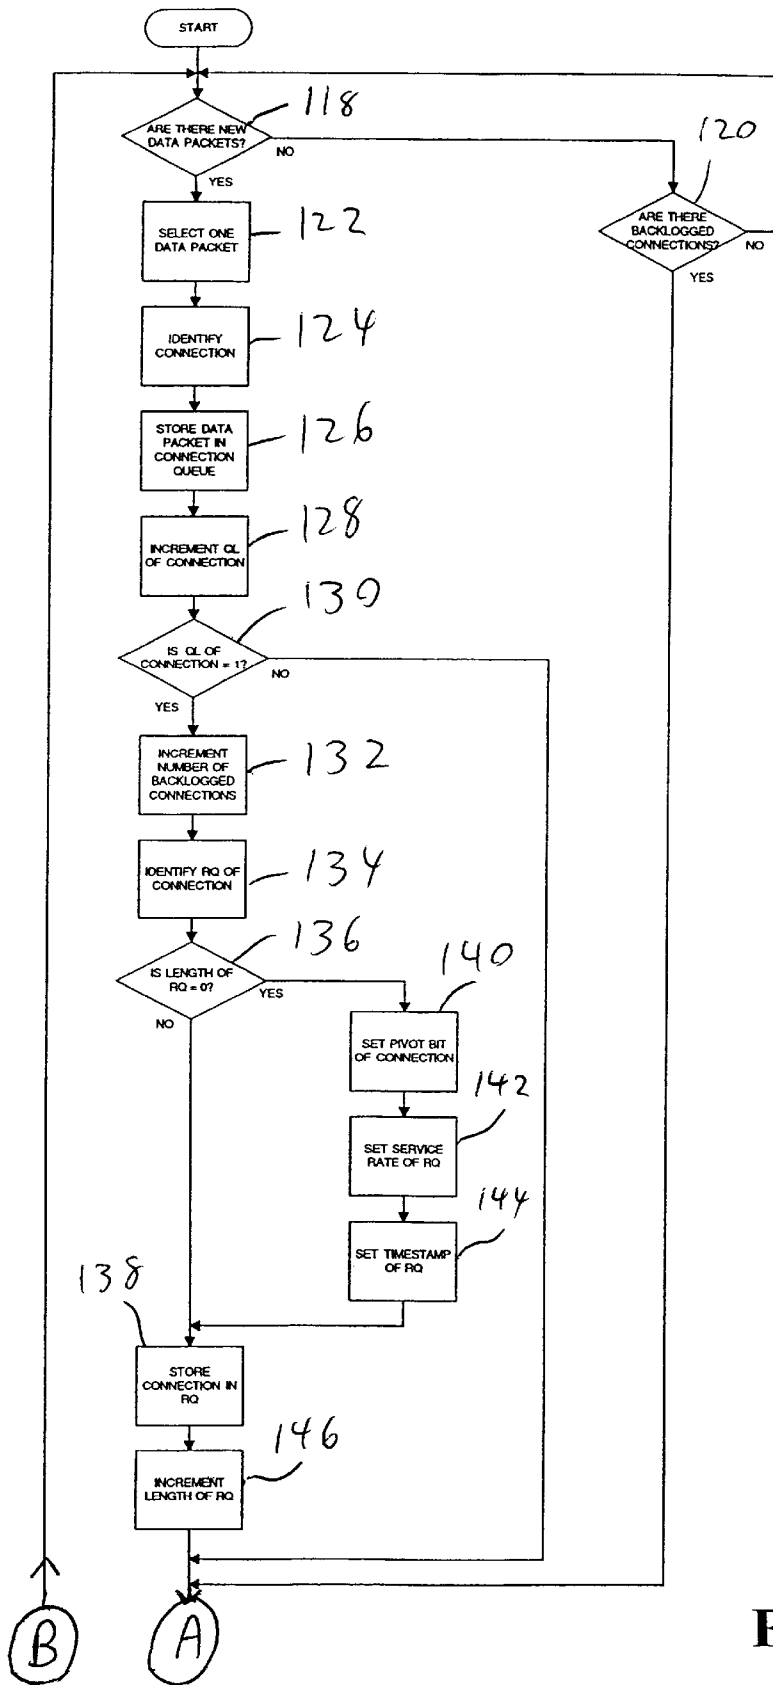 START
118
ARE THERE NEW
DATA PACKETS?
NO
YES
120
ARE THERE
BACKLOGGED
CONNECTIONS?
NO
YES
122
SELECT ONE
DATA PACKET
124
IDENTIFY
CONNECTION
126
STORE DATA
PACKET IN
CONNECTION
QUEUE
128
INCREMENT QL
OF CONNECTION
130
IS QL OF
CONNECTION = 1?
NO
YES
132
INCREMENT
NUMBER OF
BACKLOGGED
CONNECTIONS
134
IDENTIFY RQ OF
CONNECTION
136
IS LENGTH OF
RQ = 0?
YES
NO
140
SET PIVOT BIT
OF CONNECTION
142
SET SERVICE
RATE OF RQ
144
SET TIMESTAMP
OF RQ
138
STORE
CONNECTION IN
RQ
146
INCREMENT
LENGTH OF RQ
B
A